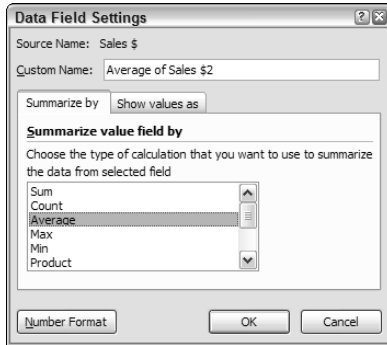 Data Field Settings
Source Name: Sales $
Custom Name: Average of Sales $2
Summarize by Show values as
Summarize value field by
Choose the type of calculation that you want to use to summarize
the data from selected field
Sum
Count
Average
Max
Min
Product
Number Format OK Cancel